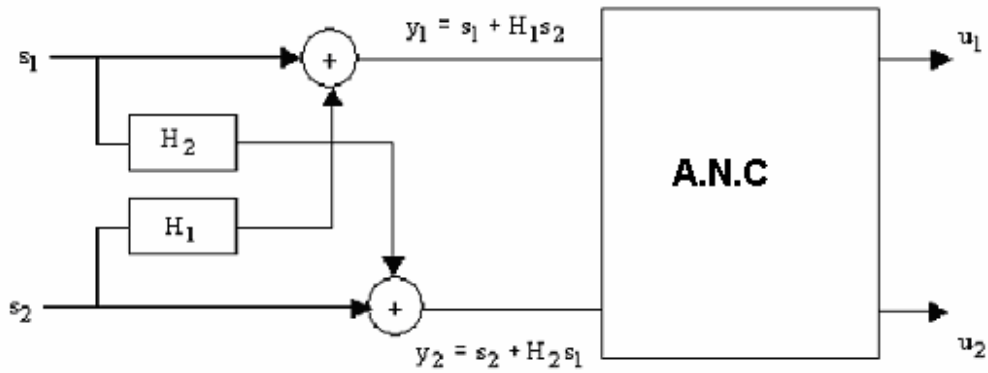 y₁ = s₁ + H₁s₂
s₁
+
u₁
H₂
A.N.C
H₁
s₂
+
y₂ = s₂ + H₂s₁
u₂